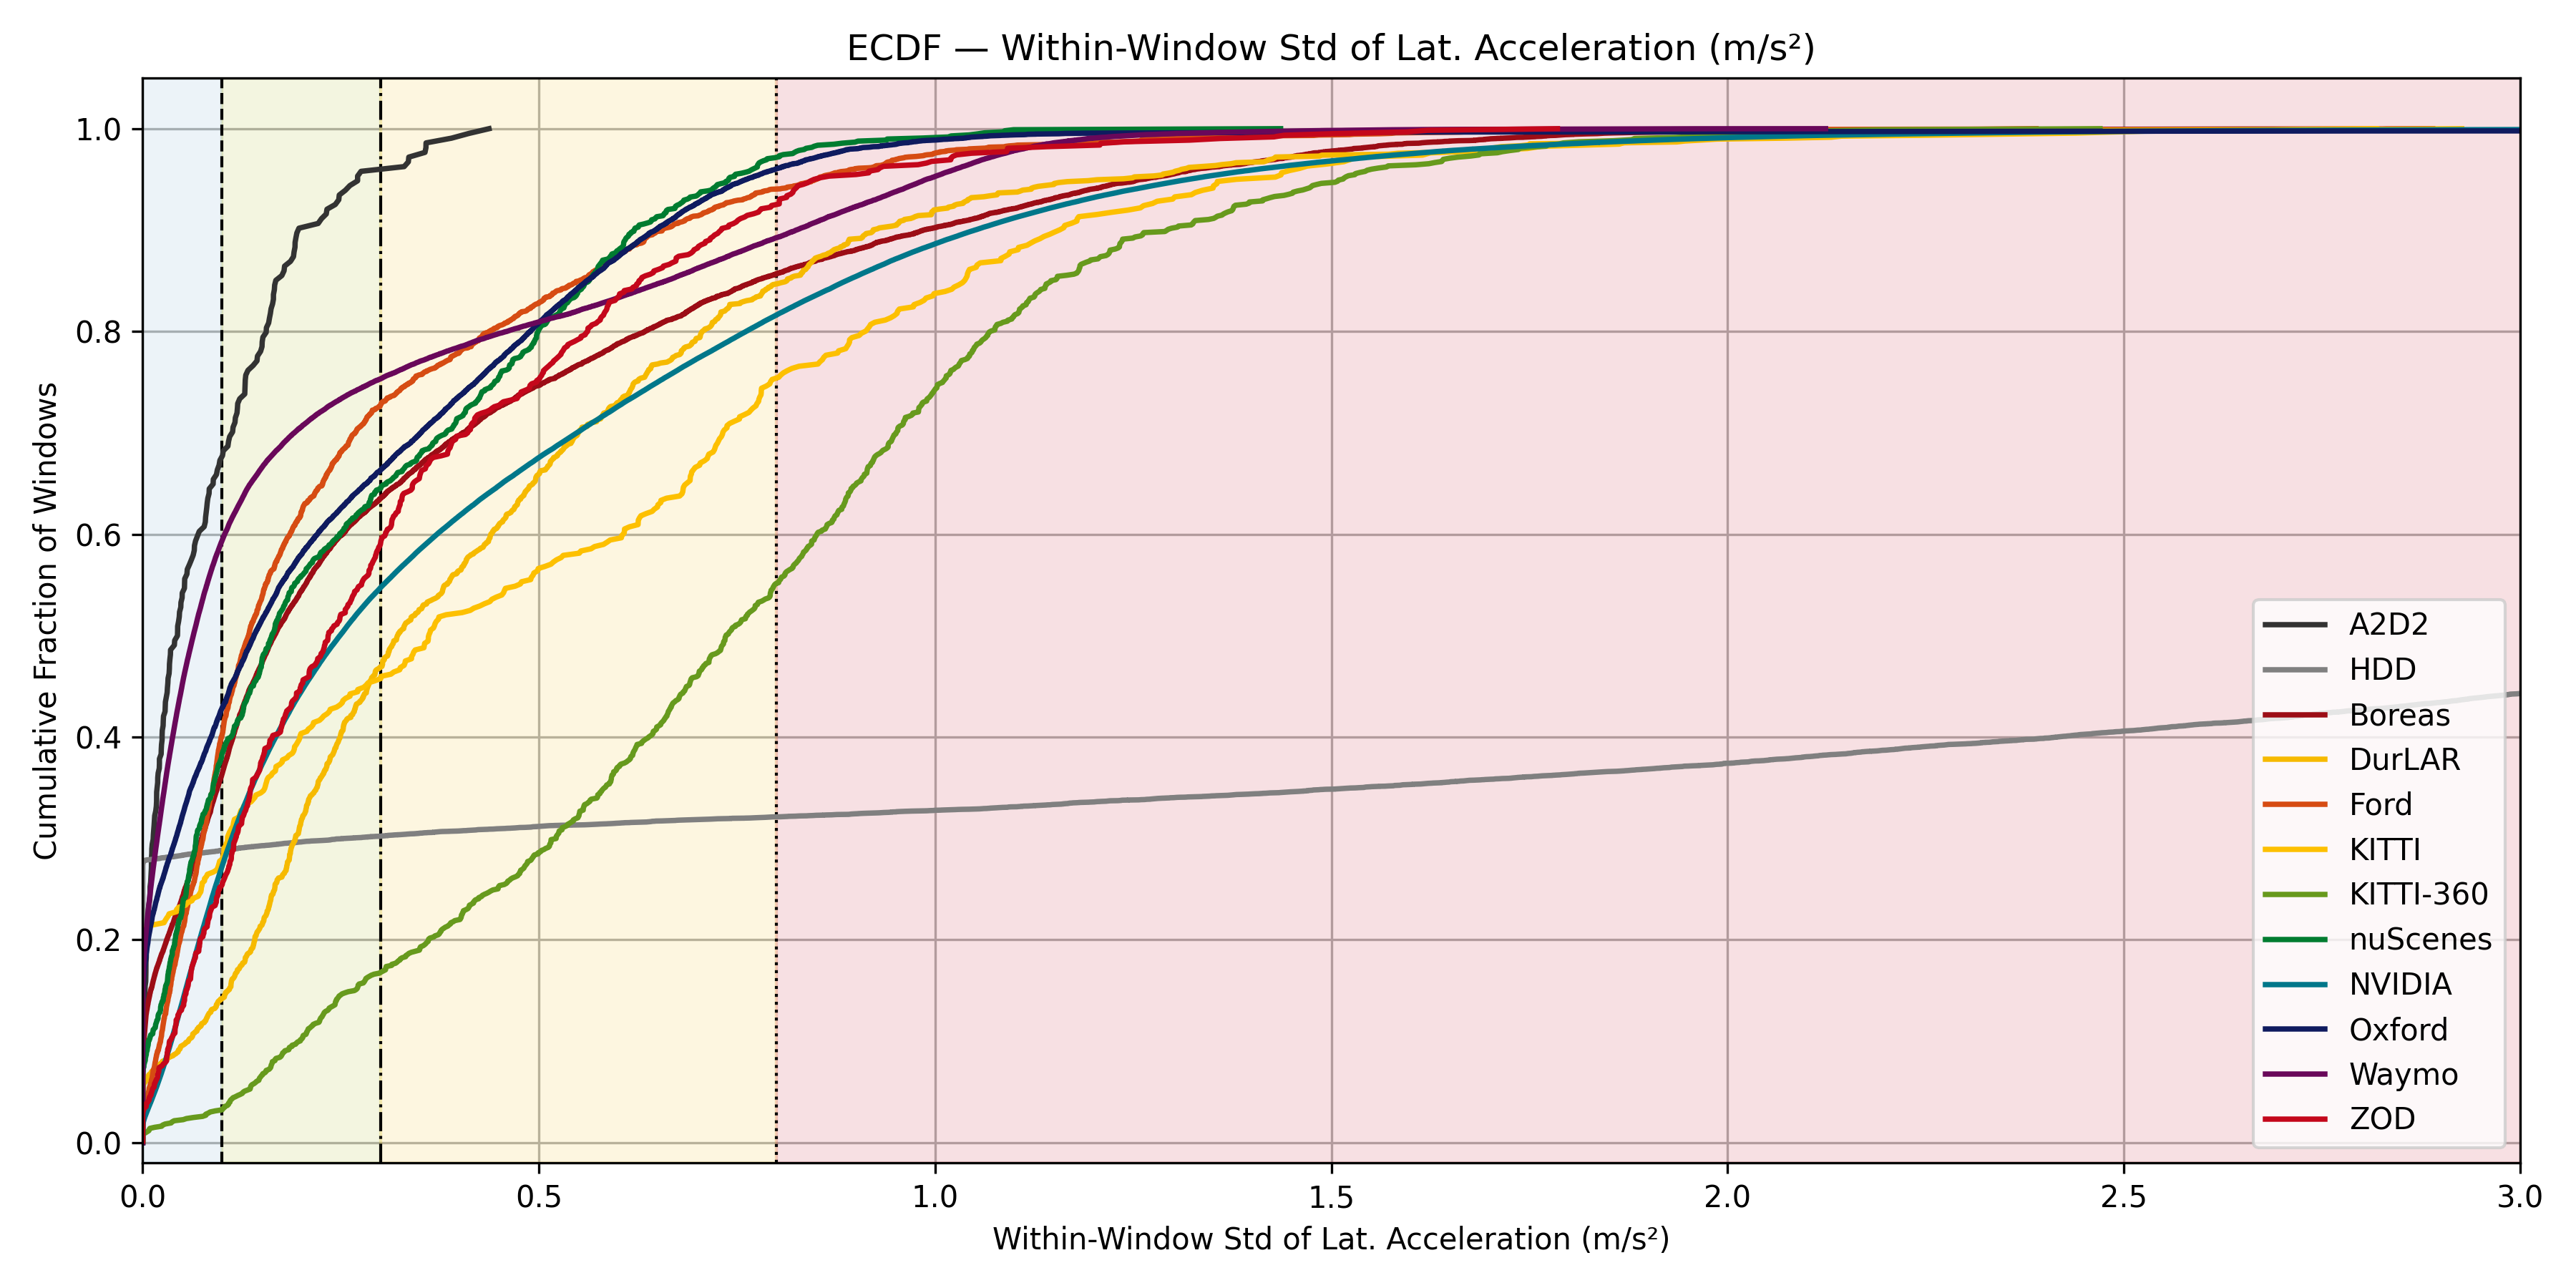 ECDF — Within-Window Std of Lat. Acceleration (m/s²)
Cumulative Fraction of Windows
1.0
0.8
0.6
0.4
0.2
0.0
0.0
0.5
1.0
1.5
2.0
2.5
3.0
Within-Window Std of Lat. Acceleration (m/s²)
A2D2
HDD
Boreas
DurLAR
Ford
KITTI
KITTI-360
nuScenes
NVIDIA
Oxford
Waymo
ZOD